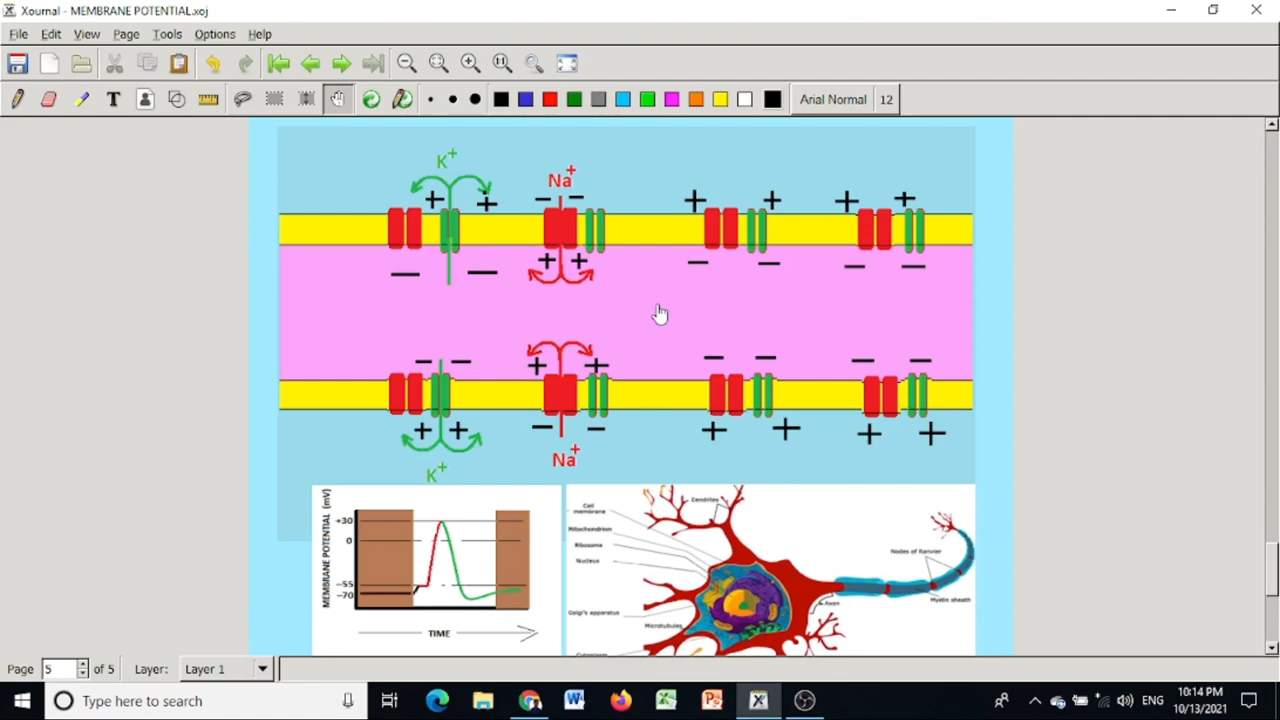 Xournal - MEMBRANE POTENTIAL.xoj
File Edit View Page Tools Options Help
Arial Normal 12
K+
Na+
+ + - - + + + +
— — + + — — — —
- - + + — — — —
+ + — — + + + +
Na+
K+
MEMBRANE POTENTIAL (mV)
+30
0
-55
-70
TIME
Dendrites
Cell
membrane
Mitochondrion
Ribosome
Nucleus
Golgi's apparatus
Microtubules
Nodes of Ranvier
Myelin sheath
Axon
Page 5 of 5 Layer: Layer 1
Type here to search
ENG
10:14 PM
10/13/2021